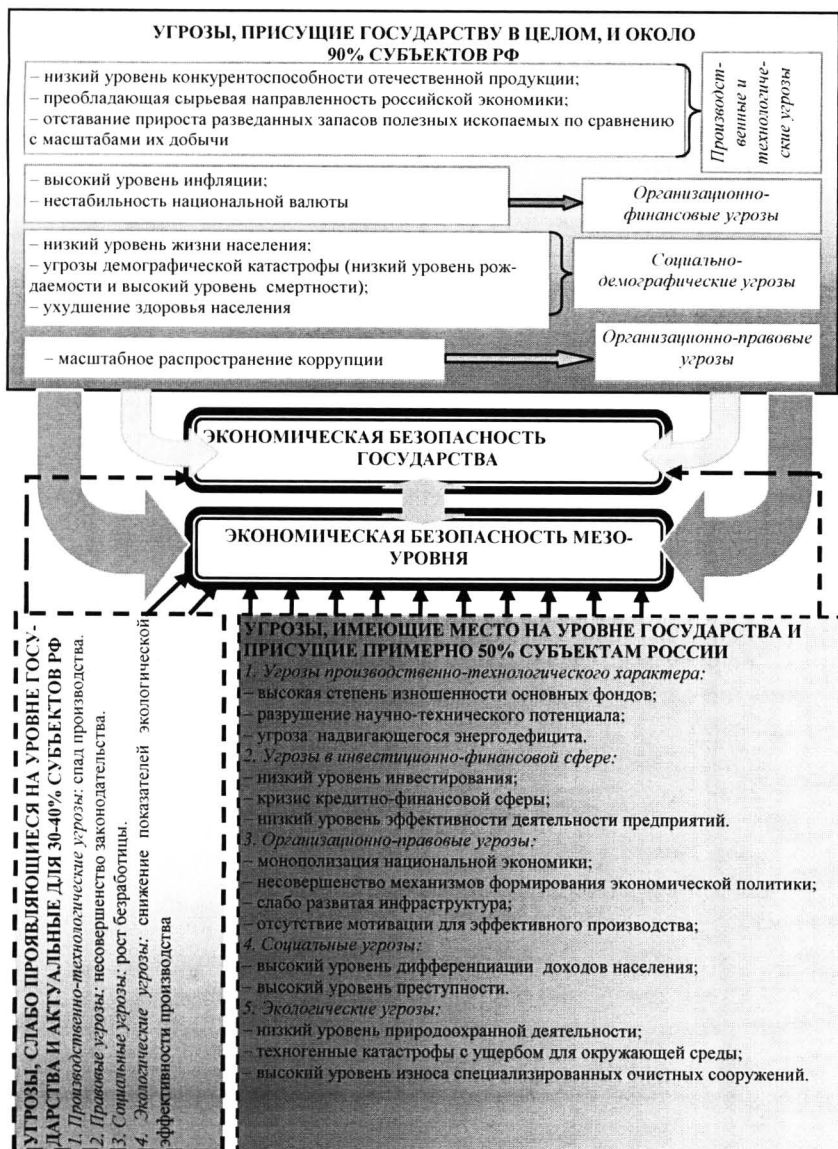 УГРОЗЫ, ПРИСУЩИЕ ГОСУДАРСТВУ В ЦЕЛОМ, И ОКОЛО
90% СУБЪЕКТОВ РФ
– низкий уровень конкурентоспособности отечественной продукции;
– преобладающая сырьевая направленность российской экономики;
– отставание прироста разведанных запасов полезных ископаемых по сравнению
с масштабами их добычи
Производст-
венные и
технологиче-
ские угрозы
– высокий уровень инфляции;
– нестабильность национальной валюты
Организационно-
финансовые угрозы
– низкий уровень жизни населения;
– угрозы демографической катастрофы (низкий уровень рож-
даемости и высокий уровень смертности);
– ухудшение здоровья населения
Социально-
демографические угрозы
– масштабное распространение коррупции
Организационно-правовые
угрозы
ЭКОНОМИЧЕСКАЯ БЕЗОПАСНОСТЬ
ГОСУДАРСТВА
ЭКОНОМИЧЕСКАЯ БЕЗОПАСНОСТЬ МЕЗО-
УРОВНЯ
УГРОЗЫ, СЛАБО ПРОЯВЛЯЮЩИЕСЯ НА УРОВНЕ ГОСУ-
ДАРСТВА И АКТУАЛЬНЫЕ ДЛЯ 30-40% СУБЪЕКТОВ РФ
1. Производственно-технологические угрозы: спад производства.
2. Правовые угрозы: несовершенство законодательства.
3. Социальные угрозы: рост безработицы.
4. Экологические угрозы: снижение показателей экологической
эффективности производства
УГРОЗЫ, ИМЕЮЩИЕ МЕСТО НА УРОВНЕ ГОСУДАРСТВА И
ПРИСУЩИЕ ПРИМЕРНО 50% СУБЪЕКТАМ РОССИИ
1. Угрозы производственно-технологического характера:
– высокая степень изношенности основных фондов;
– разрушение научно-технического потенциала;
– угроза надвигающегося энергодефицита.
2. Угрозы в инвестиционно-финансовой сфере:
– низкий уровень инвестирования;
– кризис кредитно-финансовой сферы;
– низкий уровень эффективности деятельности предприятий.
3. Организационно-правовые угрозы:
– монополизация национальной экономики;
– несовершенство механизмов формирования экономической политики;
– слабо развитая инфраструктура;
– отсутствие мотивации для эффективного производства;
4. Социальные угрозы:
– высокий уровень дифференциации доходов населения;
– высокий уровень преступности.
5. Экологические угрозы:
– низкий уровень природоохранной деятельности;
– техногенные катастрофы с ущербом для окружающей среды;
– высокий уровень износа специализированных очистных сооружений.